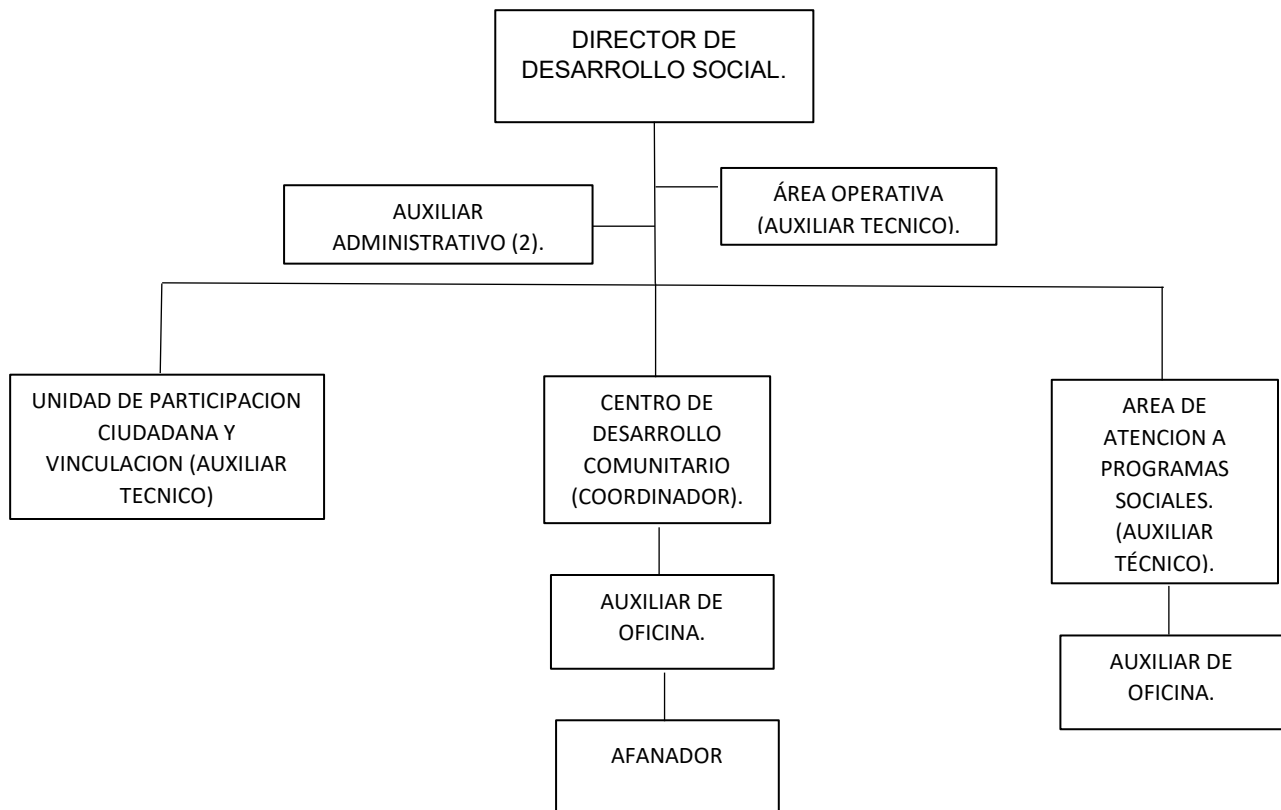 DIRECTOR DE
DESARROLLO SOCIAL.
AUXILIAR
ADMINISTRATIVO (2).
ÁREA OPERATIVA
(AUXILIAR TECNICO).
UNIDAD DE PARTICIPACION
CIUDADANA Y
VINCULACION (AUXILIAR
TECNICO)
CENTRO DE
DESARROLLO
COMUNITARIO
(COORDINADOR).
AREA DE
ATENCION A
PROGRAMAS
SOCIALES.
(AUXILIAR
TÉCNICO).
AUXILIAR DE
OFICINA.
AUXILIAR DE
OFICINA.
AFANADOR